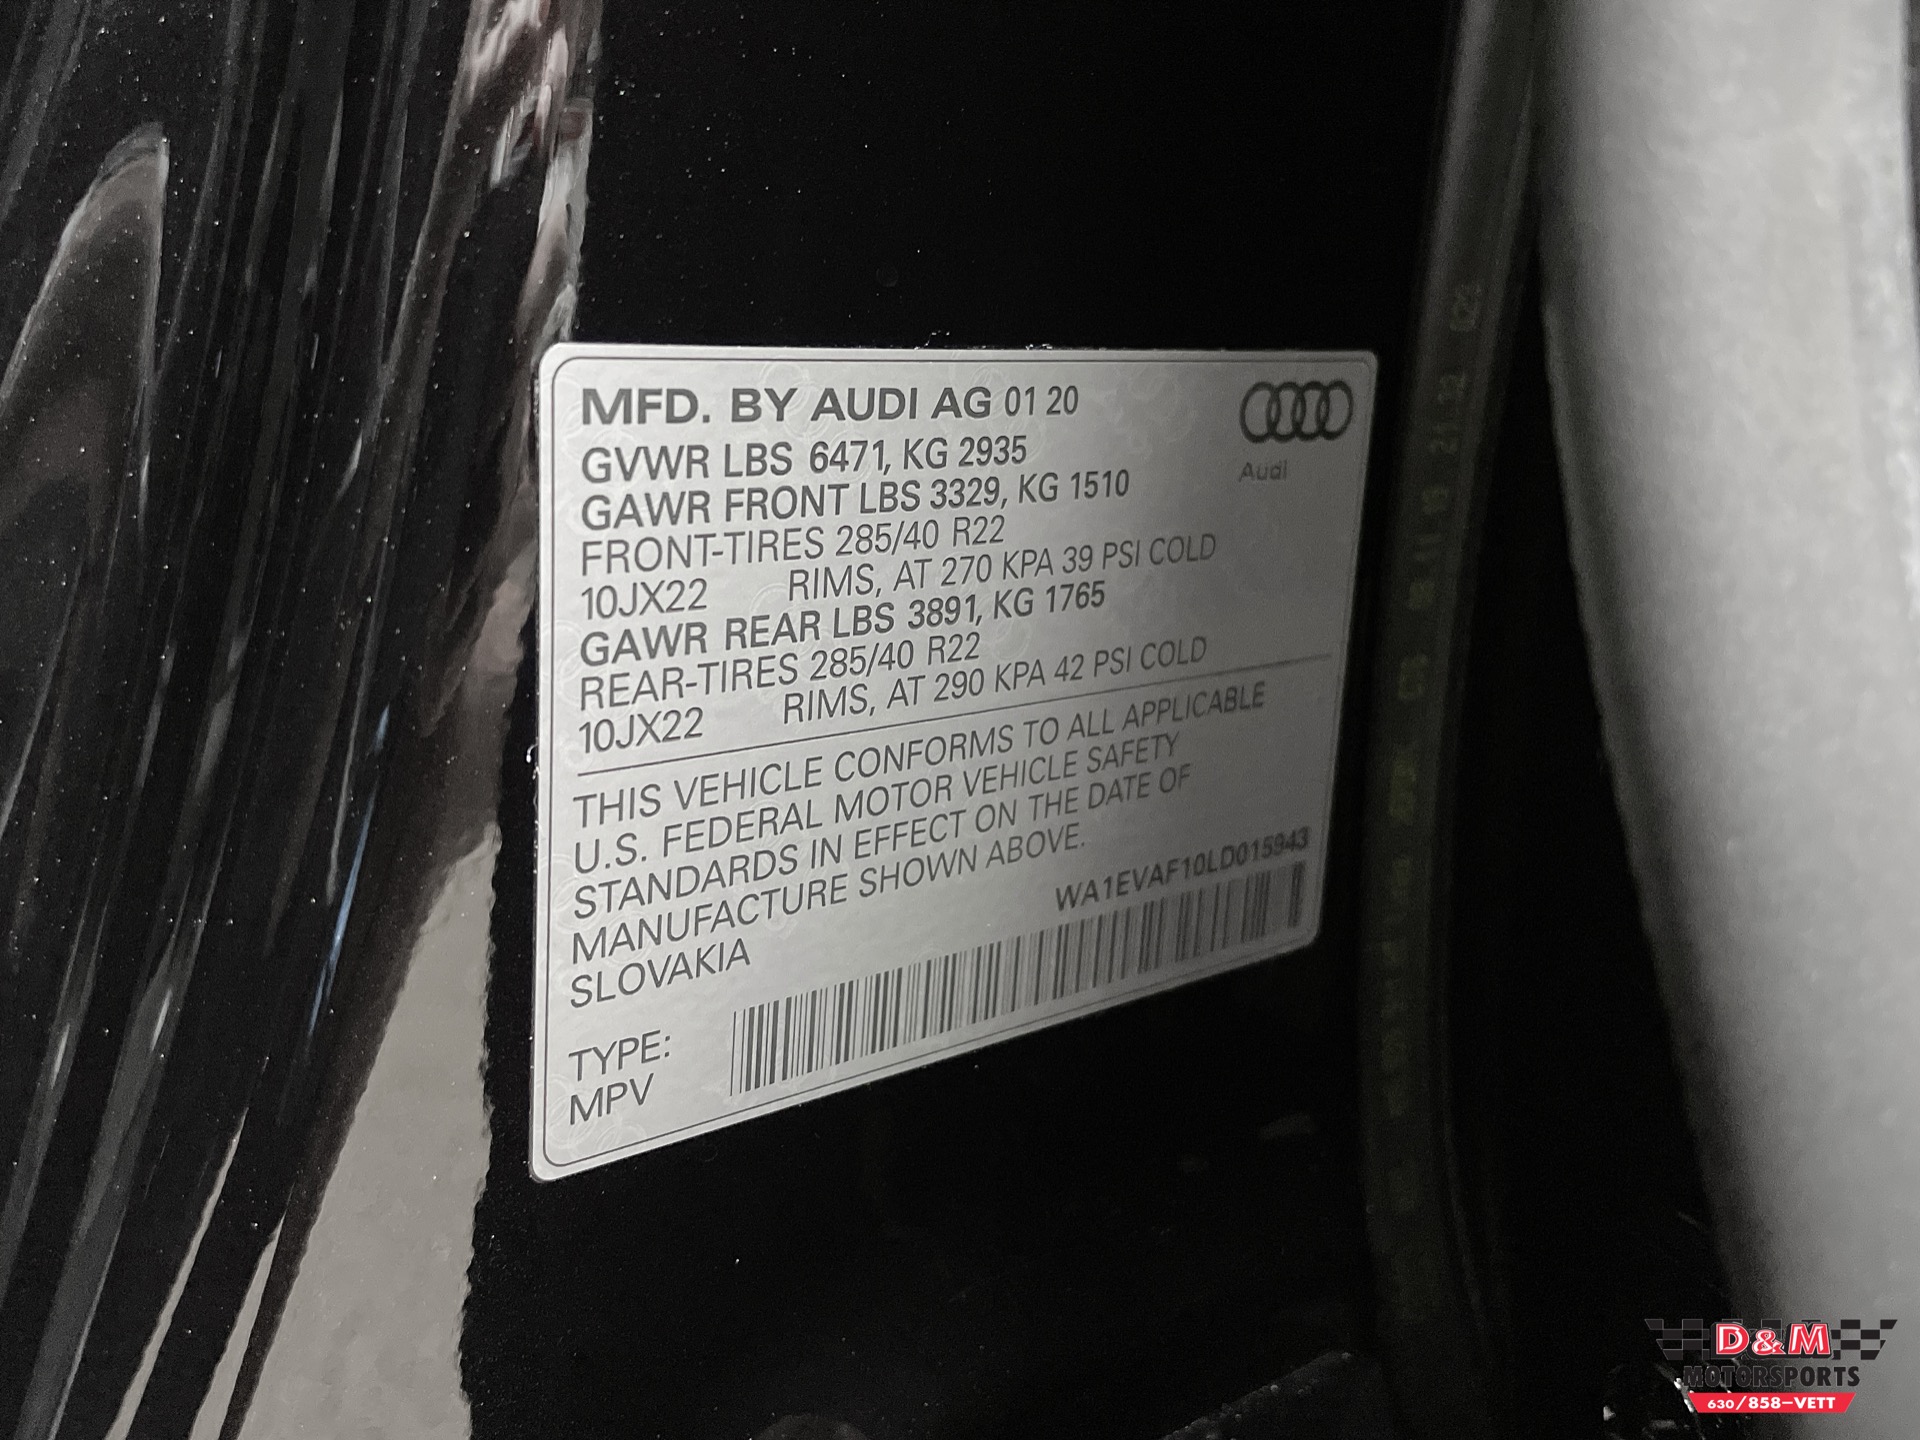 MFD. BY AUDI AG 01 20
GVWR LBS 6471, KG 2935
GAWR FRONT LBS 3329, KG 1510
FRONT-TIRES 285/40 R22
10JX22 RIMS, AT 270 KPA 39 PSI COLD
GAWR REAR LBS 3891, KG 1765
REAR-TIRES 285/40 R22
10JX22 RIMS, AT 290 KPA 42 PSI COLD
Audi
THIS VEHICLE CONFORMS TO ALL APPLICABLE
U.S. FEDERAL MOTOR VEHICLE SAFETY
STANDARDS IN EFFECT ON THE DATE OF
MANUFACTURE SHOWN ABOVE.
SLOVAKIA
WA1EVAF10LD015943
TYPE:
MPV
D&M
MOTORSPORTS
630/858-VETT